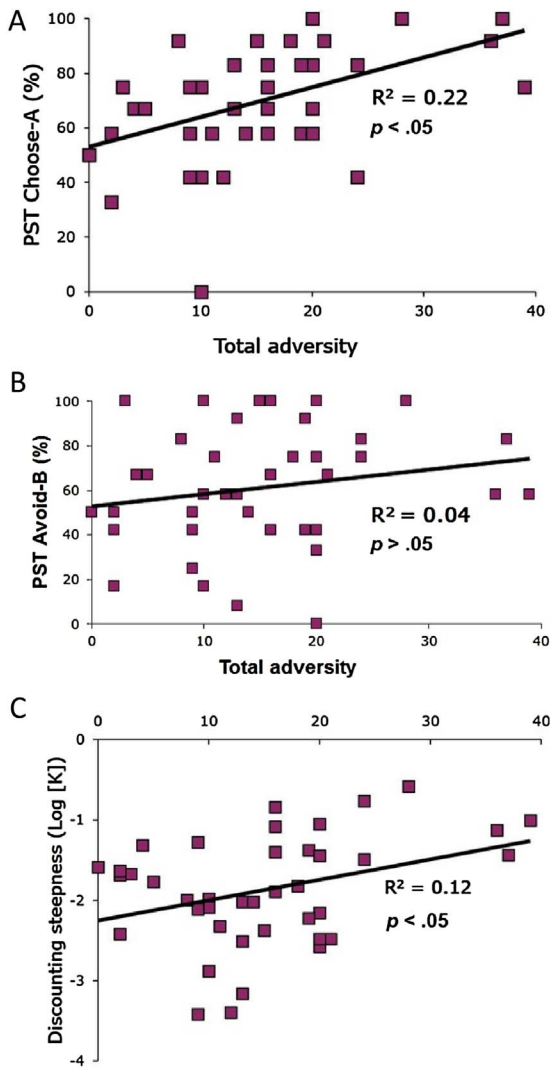 A
100
80
60
40
20
0
PST Choose-A (%)
R² = 0.22
p < .05
0 10 20 30 40
Total adversity
B
100
80
60
40
20
0
PST Avoid-B (%)
R² = 0.04
p > .05
0 10 20 30 40
Total adversity
C
0 10 20 30 40
0
-1
-2
-3
-4
Discounting steepness (Log [K])
R² = 0.12
p < .05